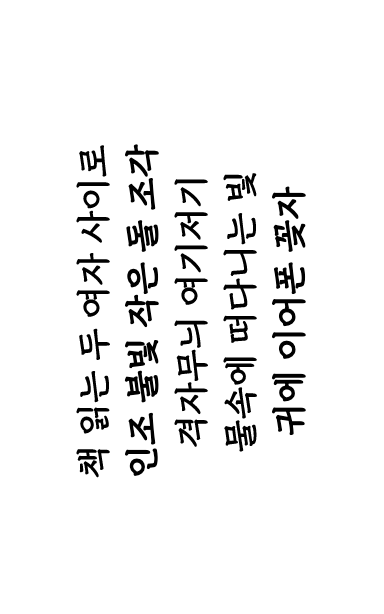 책 읽는 두 여자 사이로
인조 불빛 작은 돌 조각
격자무늬 여기저기
물속에 떠다니는 빛
귀에 이어폰 꽂자